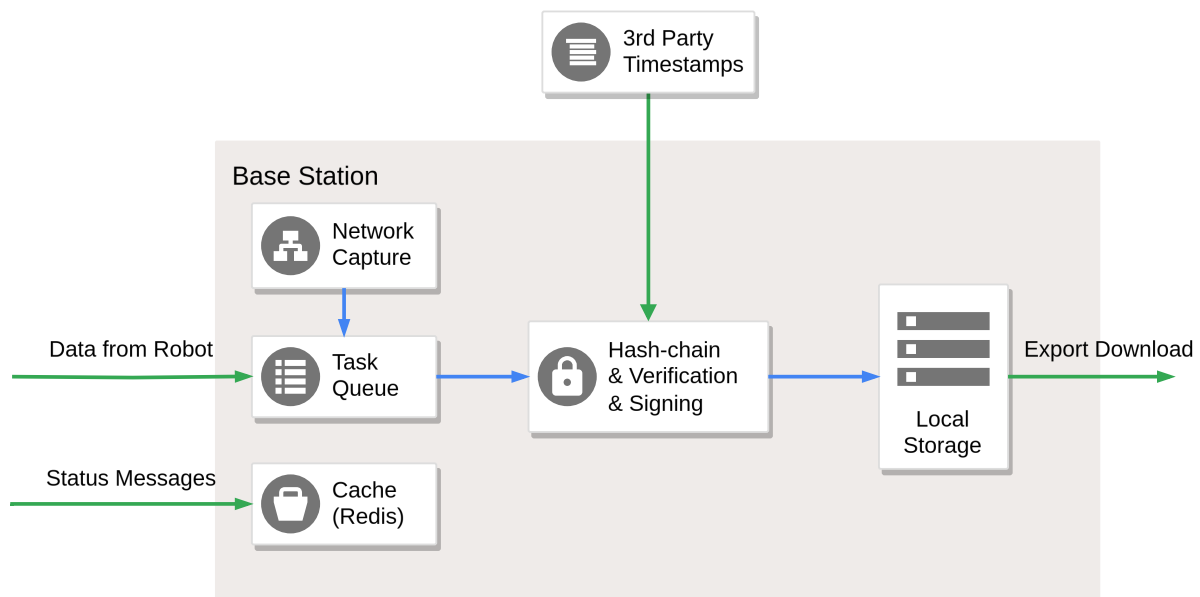 3rd Party
Timestamps
Base Station
Network
Capture
Data from Robot
Task
Queue
Hash-chain
& Verification
& Signing
Export Download
Local
Storage
Status Messages
Cache
(Redis)